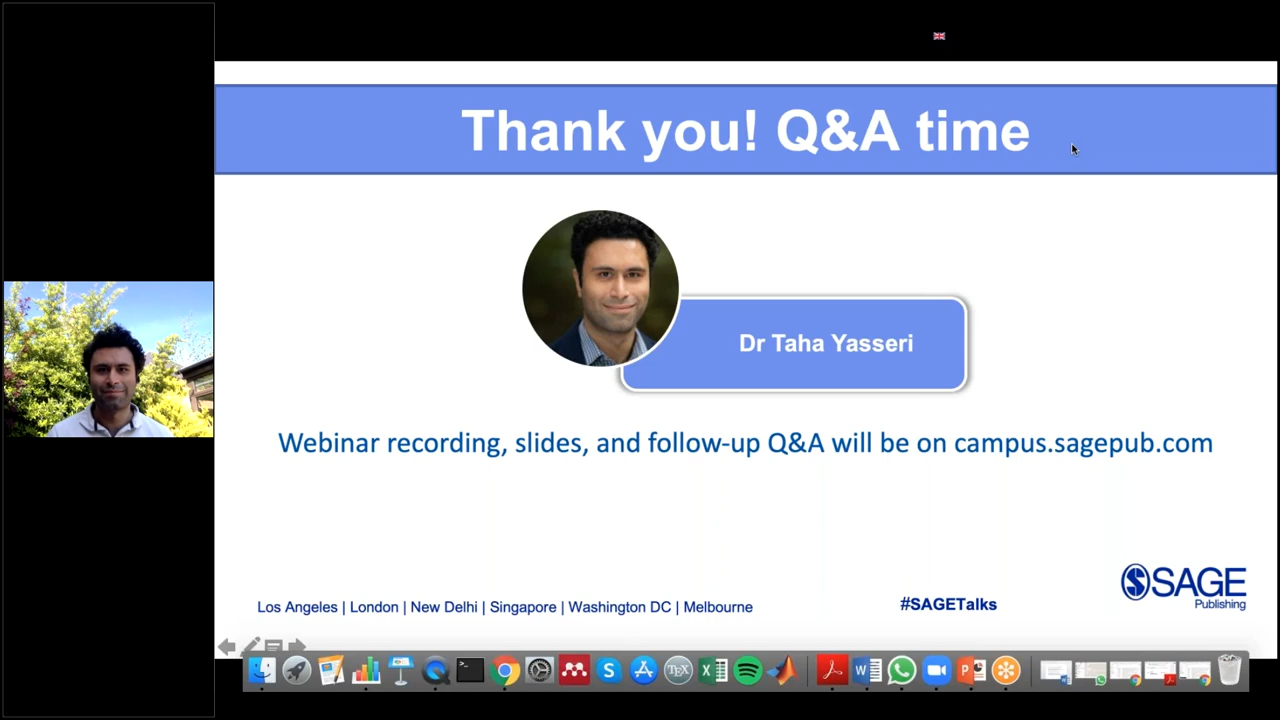 Thank you! Q&A time
Dr Taha Yasseri
Webinar recording, slides, and follow-up Q&A will be on campus.sagepub.com
SAGE
Publishing
Los Angeles | London | New Delhi | Singapore | Washington DC | Melbourne
#SAGETalks
TEX